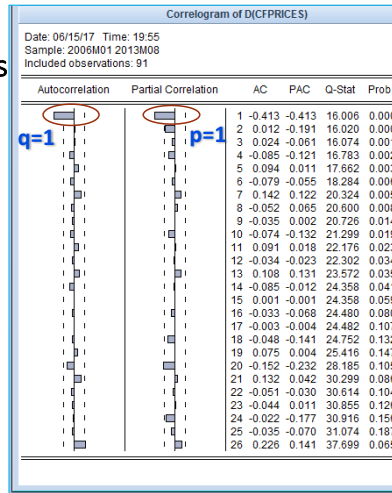 Correlogram of D(CFPRICES)
Date: 06/15/17 Time: 19:55
Sample: 2006M01 2013M08
Included observations: 91
s
Autocorrelation Partial Correlation AC PAC Q-Stat Prob
q=1 p=1
1 -0.413 -0.413 16.006
2 0.012 -0.191 16.020
3 0.024 -0.061 16.074
4 -0.085 -0.121 16.783
5 0.094 0.011 17.662
6 -0.079 -0.055 18.284
7 0.142 0.122 20.324
8 -0.052 0.065 20.600
9 -0.035 0.002 20.726
10 -0.074 -0.132 21.299
11 0.091 0.018 22.176
12 -0.034 -0.023 22.302
13 0.108 0.131 23.572
14 -0.085 -0.012 24.358
15 0.001 -0.001 24.358
16 -0.033 -0.068 24.480
17 -0.003 -0.004 24.482
18 -0.048 -0.141 24.752
19 0.075 0.004 25.416
20 -0.152 -0.232 28.185
21 0.132 0.042 30.299
22 -0.051 -0.030 30.614
23 -0.044 0.011 30.855
24 -0.022 -0.177 30.916
25 -0.035 -0.070 31.074
26 0.226 0.141 37.699